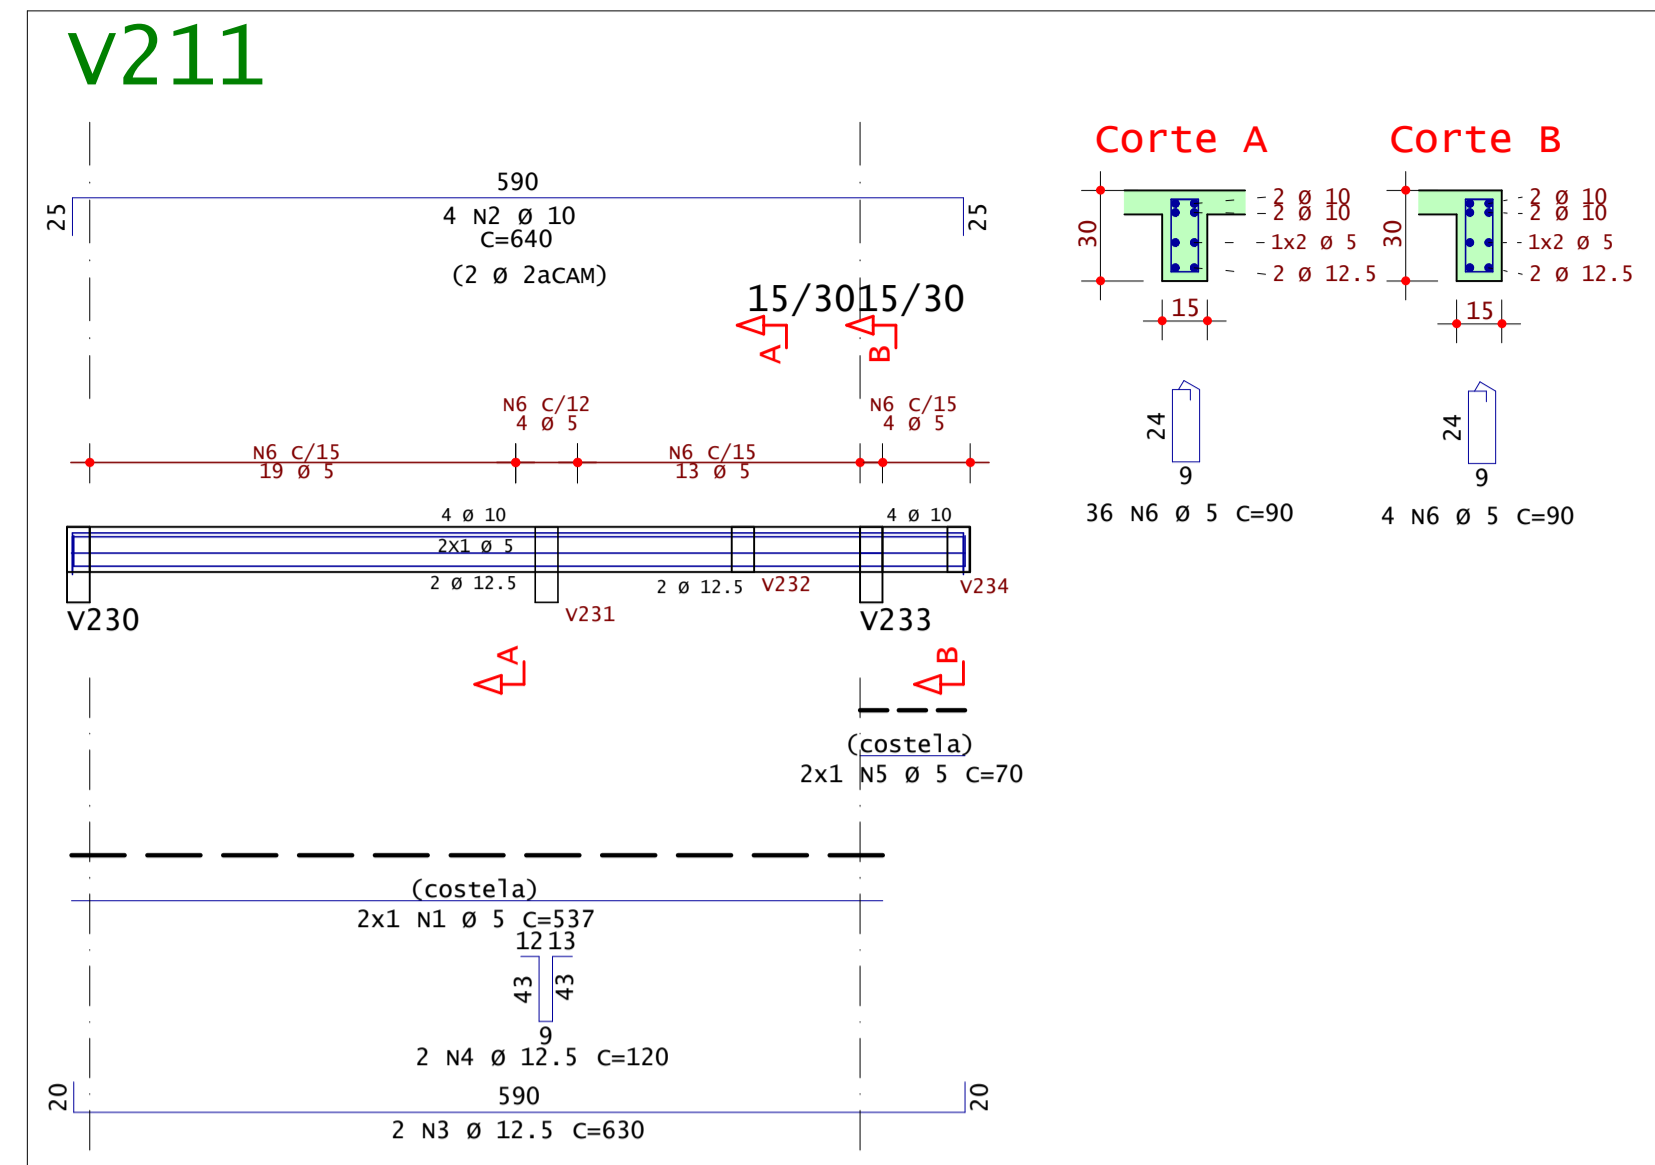 V211
Corte A
Corte B
590
25
25
4 N2 Ø 10
C=640
(2 Ø 2aCAM)
15/30
15/30
A
B
30
2 Ø 10
2 Ø 10
1x2 Ø 5
2 Ø 12.5
15
30
2 Ø 10
2 Ø 10
1x2 Ø 5
2 Ø 12.5
15
N6 C/15
19 Ø 5
N6 C/12
4 Ø 5
N6 C/15
13 Ø 5
N6 C/15
4 Ø 5
24
9
36 N6 Ø 5 C=90
24
9
4 N6 Ø 5 C=90
4 Ø 10
4 Ø 10
2X1 Ø 5
2 Ø 12.5
2 Ø 12.5
V232
V234
V231
V230
V233
A
B
(costela)
2x1 N5 Ø 5 C=70
(costela)
2x1 N1 Ø 5 C=537
12 13
43
43
9
2 N4 Ø 12.5 C=120
20
590
20
2 N3 Ø 12.5 C=630